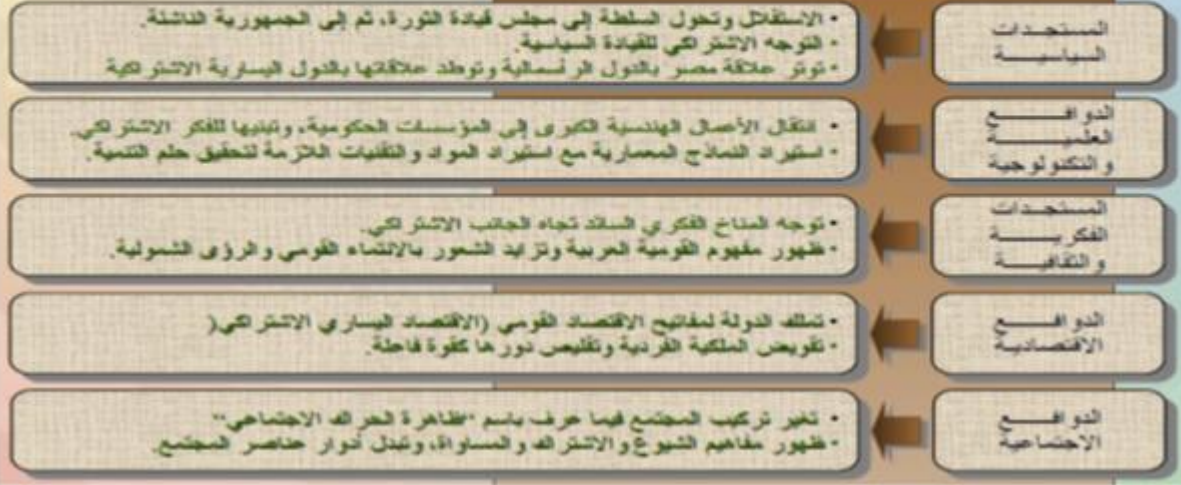 المستجدات
السياسية
• الاستقلال وتحول السلطة إلى مجلس قيادة الثورة، ثم إلى الجمهورية الناشئة.
• التوجه الاشتراكي للقيادة السياسية.
• توتر علاقة مصر بالدول الرأسمالية وتوطد علاقاتها بالدول اليسارية الاشتراكية
الدوافع
العلمية
والتكنولوجية
• انتقال الأعمال الهندسية الكبرى إلى المؤسسات الحكومية، وتبنيها للفكر الاشتراكي.
• استيراد النماذج المعمارية مع استيراد المواد والتقنيات اللازمة لتحقيق حلم التنمية.
المستجدات
الفكرية
والثقافية
• توجه المناخ الفكري السائد تجاه الجانب الاشتراكي.
• ظهور مفهوم القومية العربية وتزايد الشعور بالانتماء القومي والرؤى الشمولية.
الدوافع
الاقتصادية
• تملك الدولة لمفاتيح الاقتصاد القومي (الاقتصاد اليساري الاشتراكي(
• تقويض الملكية الفردية وتقليص دورها كقوة فاعلة.
الدوافع
الاجتماعية
• تغير تركيب المجتمع فيما عرف باسم "ظاهرة الحراك الاجتماعي"
• ظهور مفاهيم الشيوع والاشتراك والمساواة، وتبدل أدوار عناصر المجتمع.